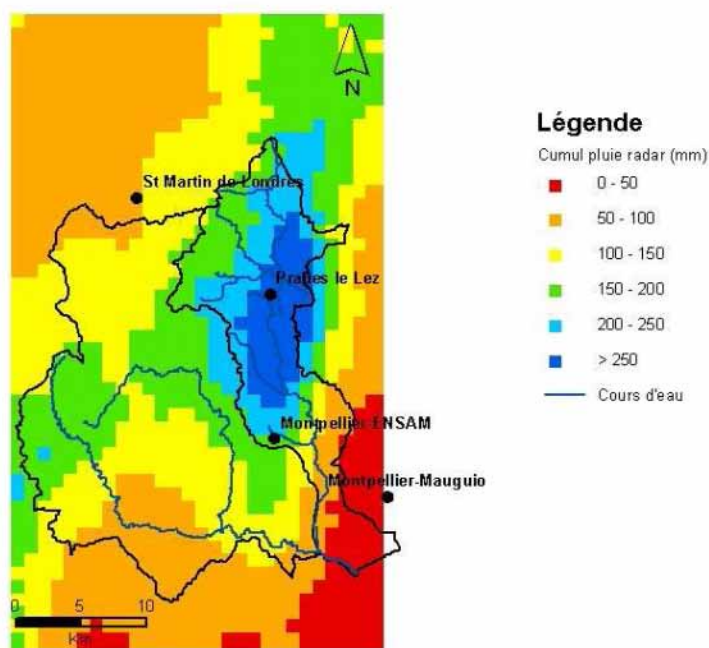 N
St Martin de Londres
Prades le Lez
Montpellier-ENSAM
Montpellier-Mauguio
0 5 10
Km
Légende
Cumul pluie radar (mm)
0 - 50
50 - 100
100 - 150
150 - 200
200 - 250
> 250
Cours d'eau